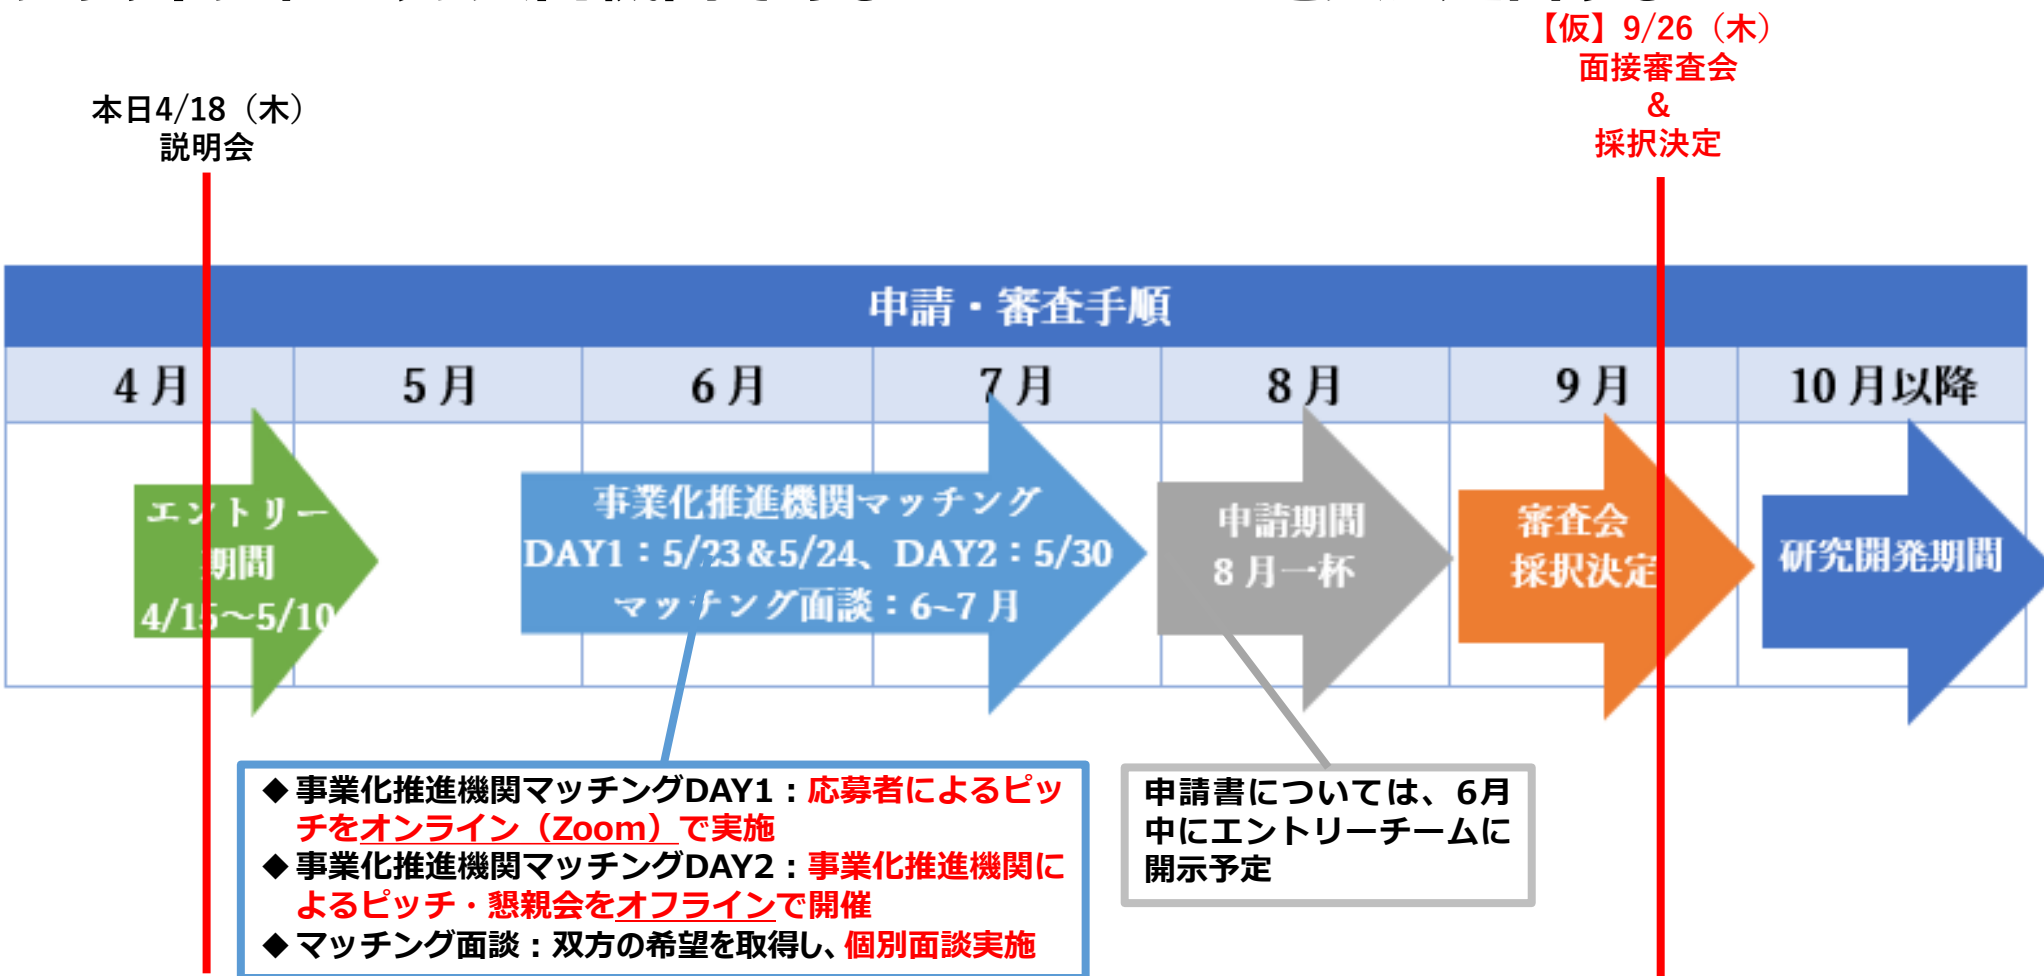 【仮】9/26（木）
面接審査会
&
採択決定
本日4/18（木）
説明会
申請・審査手順
4月
5月
6月
7月
8月
9月
10月以降
エントリー
期間
4/15～5/10
事業化推進機関マッチング
DAY1：5/23&5/24、DAY2：5/30
マッチング面談：6~7月
申請期間
8月一杯
審査会
採択決定
研究開発期間
◆事業化推進機関マッチングDAY1：応募者によるピッ
チをオンライン（Zoom）で実施
◆事業化推進機関マッチングDAY2：事業化推進機関に
よるピッチ・懇親会をオフラインで開催
◆マッチング面談：双方の希望を取得し、個別面談実施
申請書については、6月
中にエントリーチームに
開示予定